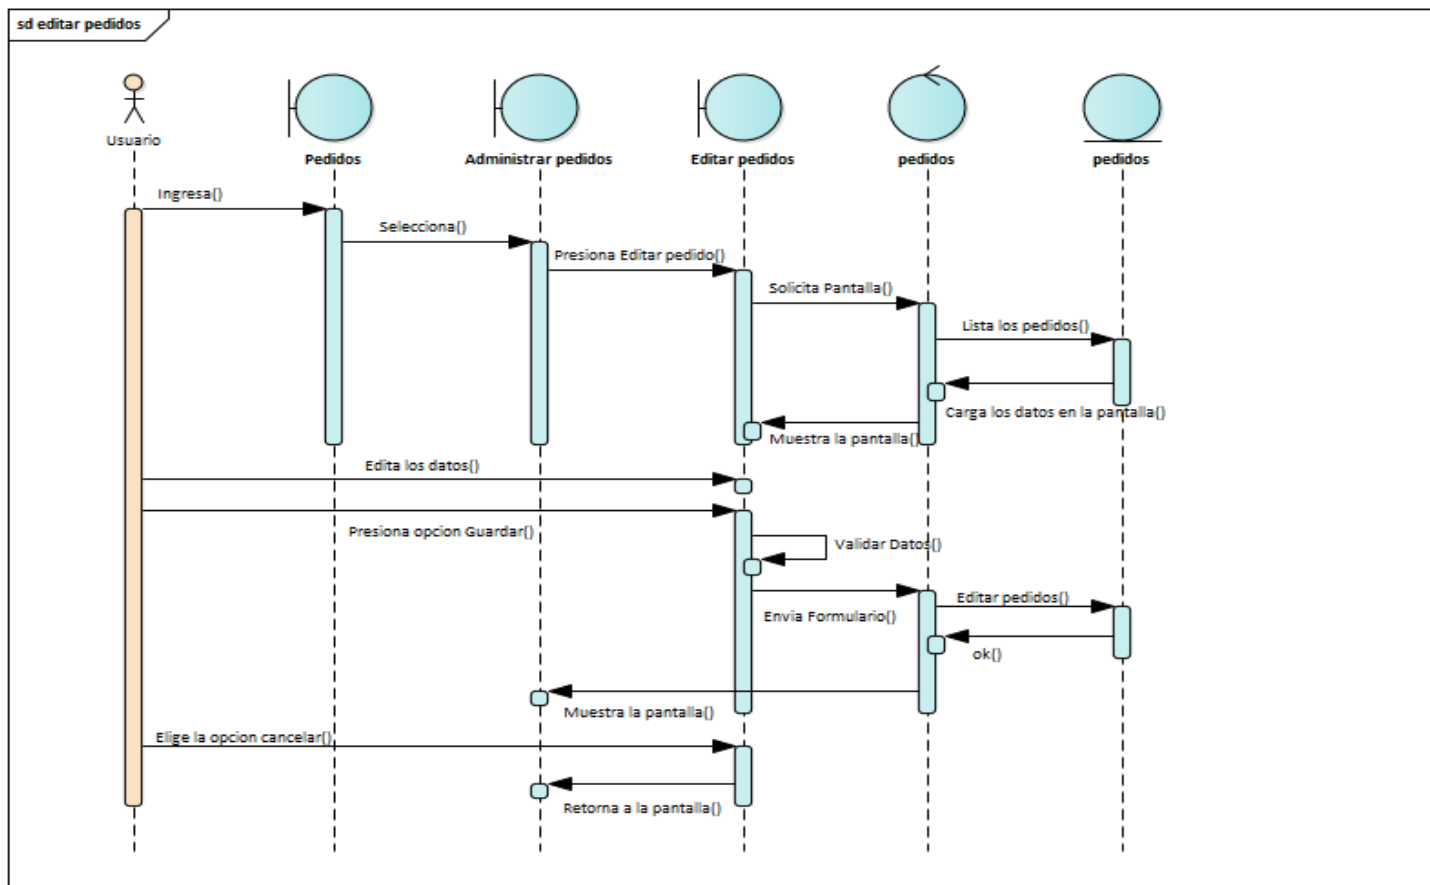 sd editar pedidos
Usuario
Pedidos
Administrar pedidos
Editar pedidos
pedidos
pedidos
Ingresa()
Selecciona()
Presiona Editar pedido()
Solicita Pantalla()
Lista los pedidos()
Carga los datos en la pantalla()
Muestra la pantalla()
Edita los datos()
Presiona opcion Guardar()
Validar Datos()
Envia Formulario()
Editar pedidos()
ok()
Muestra la pantalla()
Elige la opcion cancelar()
Retorna a la pantalla()